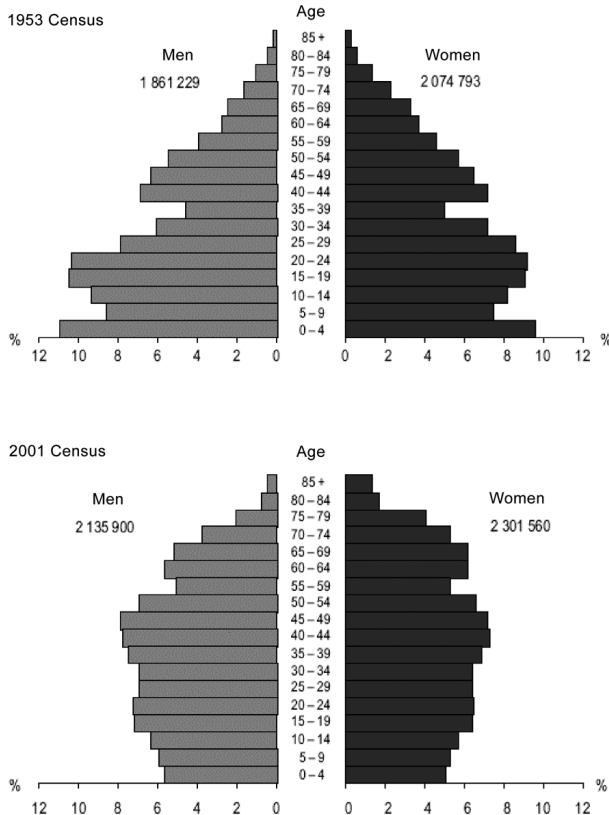 1953 Census
Age
85 +
Men
80 – 84
Women
75 – 79
1 861 229
2 074 793
70 – 74
65 – 69
60 – 64
55 – 59
50 – 54
45 – 49
40 – 44
35 – 39
30 – 34
25 – 29
20 – 24
15 – 19
10 – 14
5 – 9
0 – 4
% %
12 10 8 6 4 2 0 0 2 4 6 8 10 12
2001 Census
Age
85 +
Men
80 – 84
Women
75 – 79
2 135 900
2 301 560
70 – 74
65 – 69
60 – 64
55 – 59
50 – 54
45 – 49
40 – 44
35 – 39
30 – 34
25 – 29
20 – 24
15 – 19
10 – 14
5 – 9
0 – 4
% %
12 10 8 6 4 2 0 0 2 4 6 8 10 12